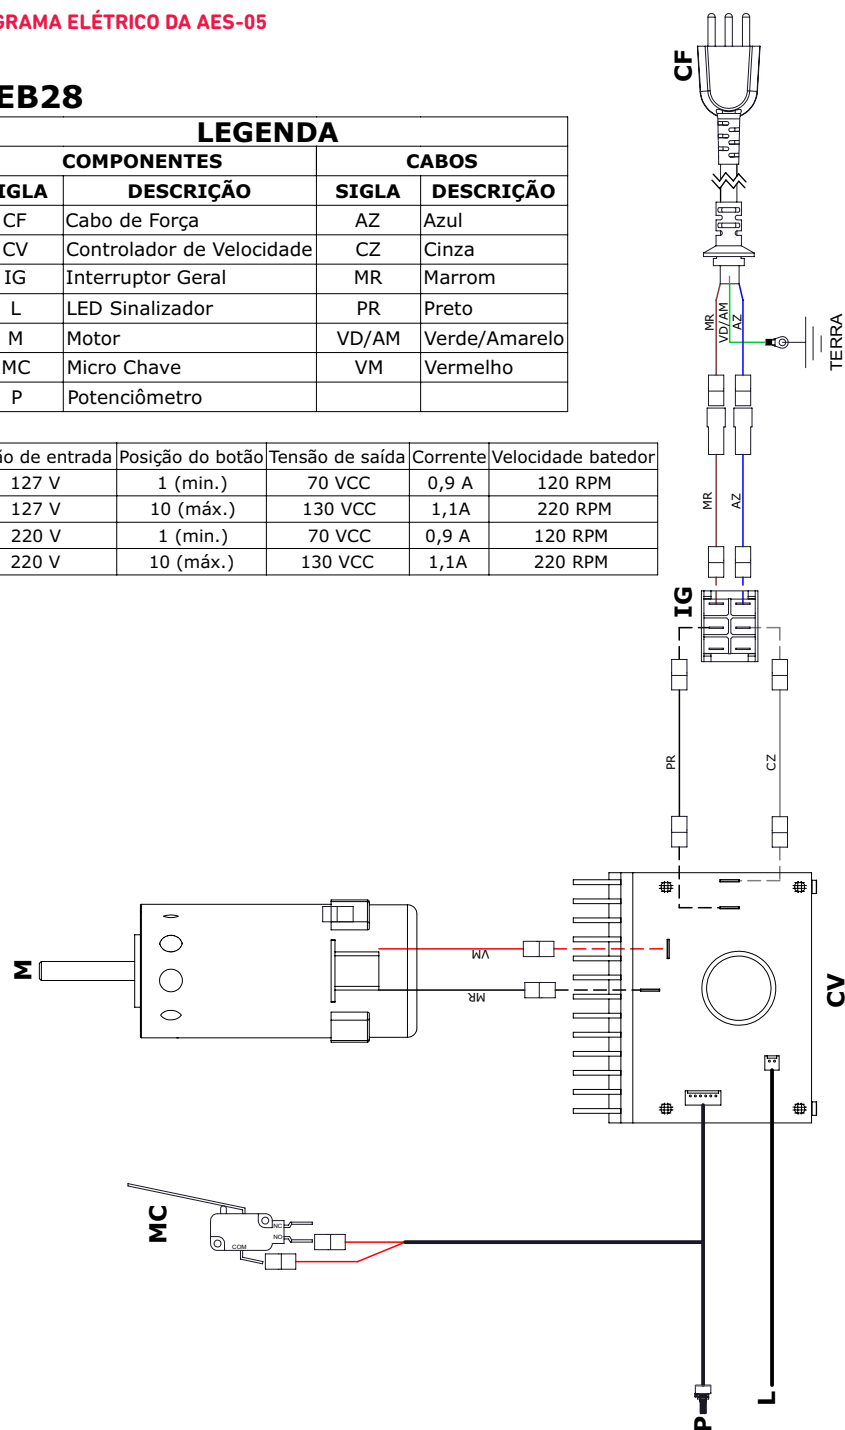 GRAMA ELÉTRICO DA AES-05
EB28
LEGENDA
COMPONENTES CABOS
IGLA DESCRIÇÃO SIGLA DESCRIÇÃO
CF Cabo de Força AZ Azul
CV Controlador de Velocidade CZ Cinza
IG Interruptor Geral MR Marrom
L LED Sinalizador PR Preto
M Motor VD/AM Verde/Amarelo
MC Micro Chave VM Vermelho
P Potenciômetro
ão de entrada Posição do botão Tensão de saída Corrente Velocidade batedor
127 V 1 (min.) 70 VCC 0,9 A 120 RPM
127 V 10 (máx.) 130 VCC 1,1A 220 RPM
220 V 1 (min.) 70 VCC 0,9 A 120 RPM
220 V 10 (máx.) 130 VCC 1,1A 220 RPM
CF
MR
VD/AM
AZ
TERRA
MR
AZ
IG
PR
CZ
M
VM
MR
CV
MC
NC
NO
COM
P
L